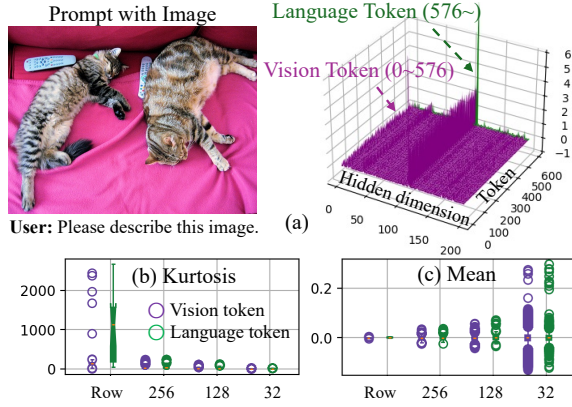 Prompt with Image
User: Please describe this image.
Language Token (576~)
Vision Token (0~576)
(a)
6
5
4
3
2
1
0
−1
Hidden dimension
0
50
100
150
200
Token
0
100
200
300
400
500
600
(b) Kurtosis
Vision token
Language token
2000
1000
0
Row
256
128
32
(c) Mean
0.2
0.0
Row
256
128
32